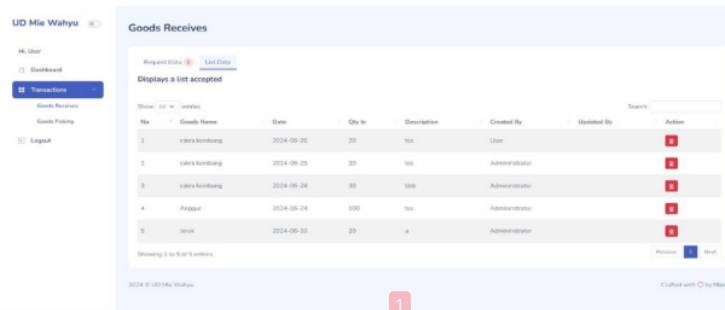 UD Mie Wahyu
Hi, User
Dashboard
Transactions
Goods Receives
Goods Picking
Logout
Goods Receives
Request Data 1 List Data
Displays a list accepted
Show 10 entries
Search:
No Goods Name Date Qty In Description Created By Updated By Action
1 cakra kembang 2024-06-26 20 tes User
2 cakra kembang 2024-06-25 20 tes Administrator
3 cakra kembang 2024-06-24 30 Administrator
4 Anggur 2024-06-24 100 tes Administrator
5 Jeruk 2024-06-10 20 a Administrator
Showing 1 to 5 of 5 entries
Previous 1 Next
2024 © UD Mie Wahyu
Crafted with by
1